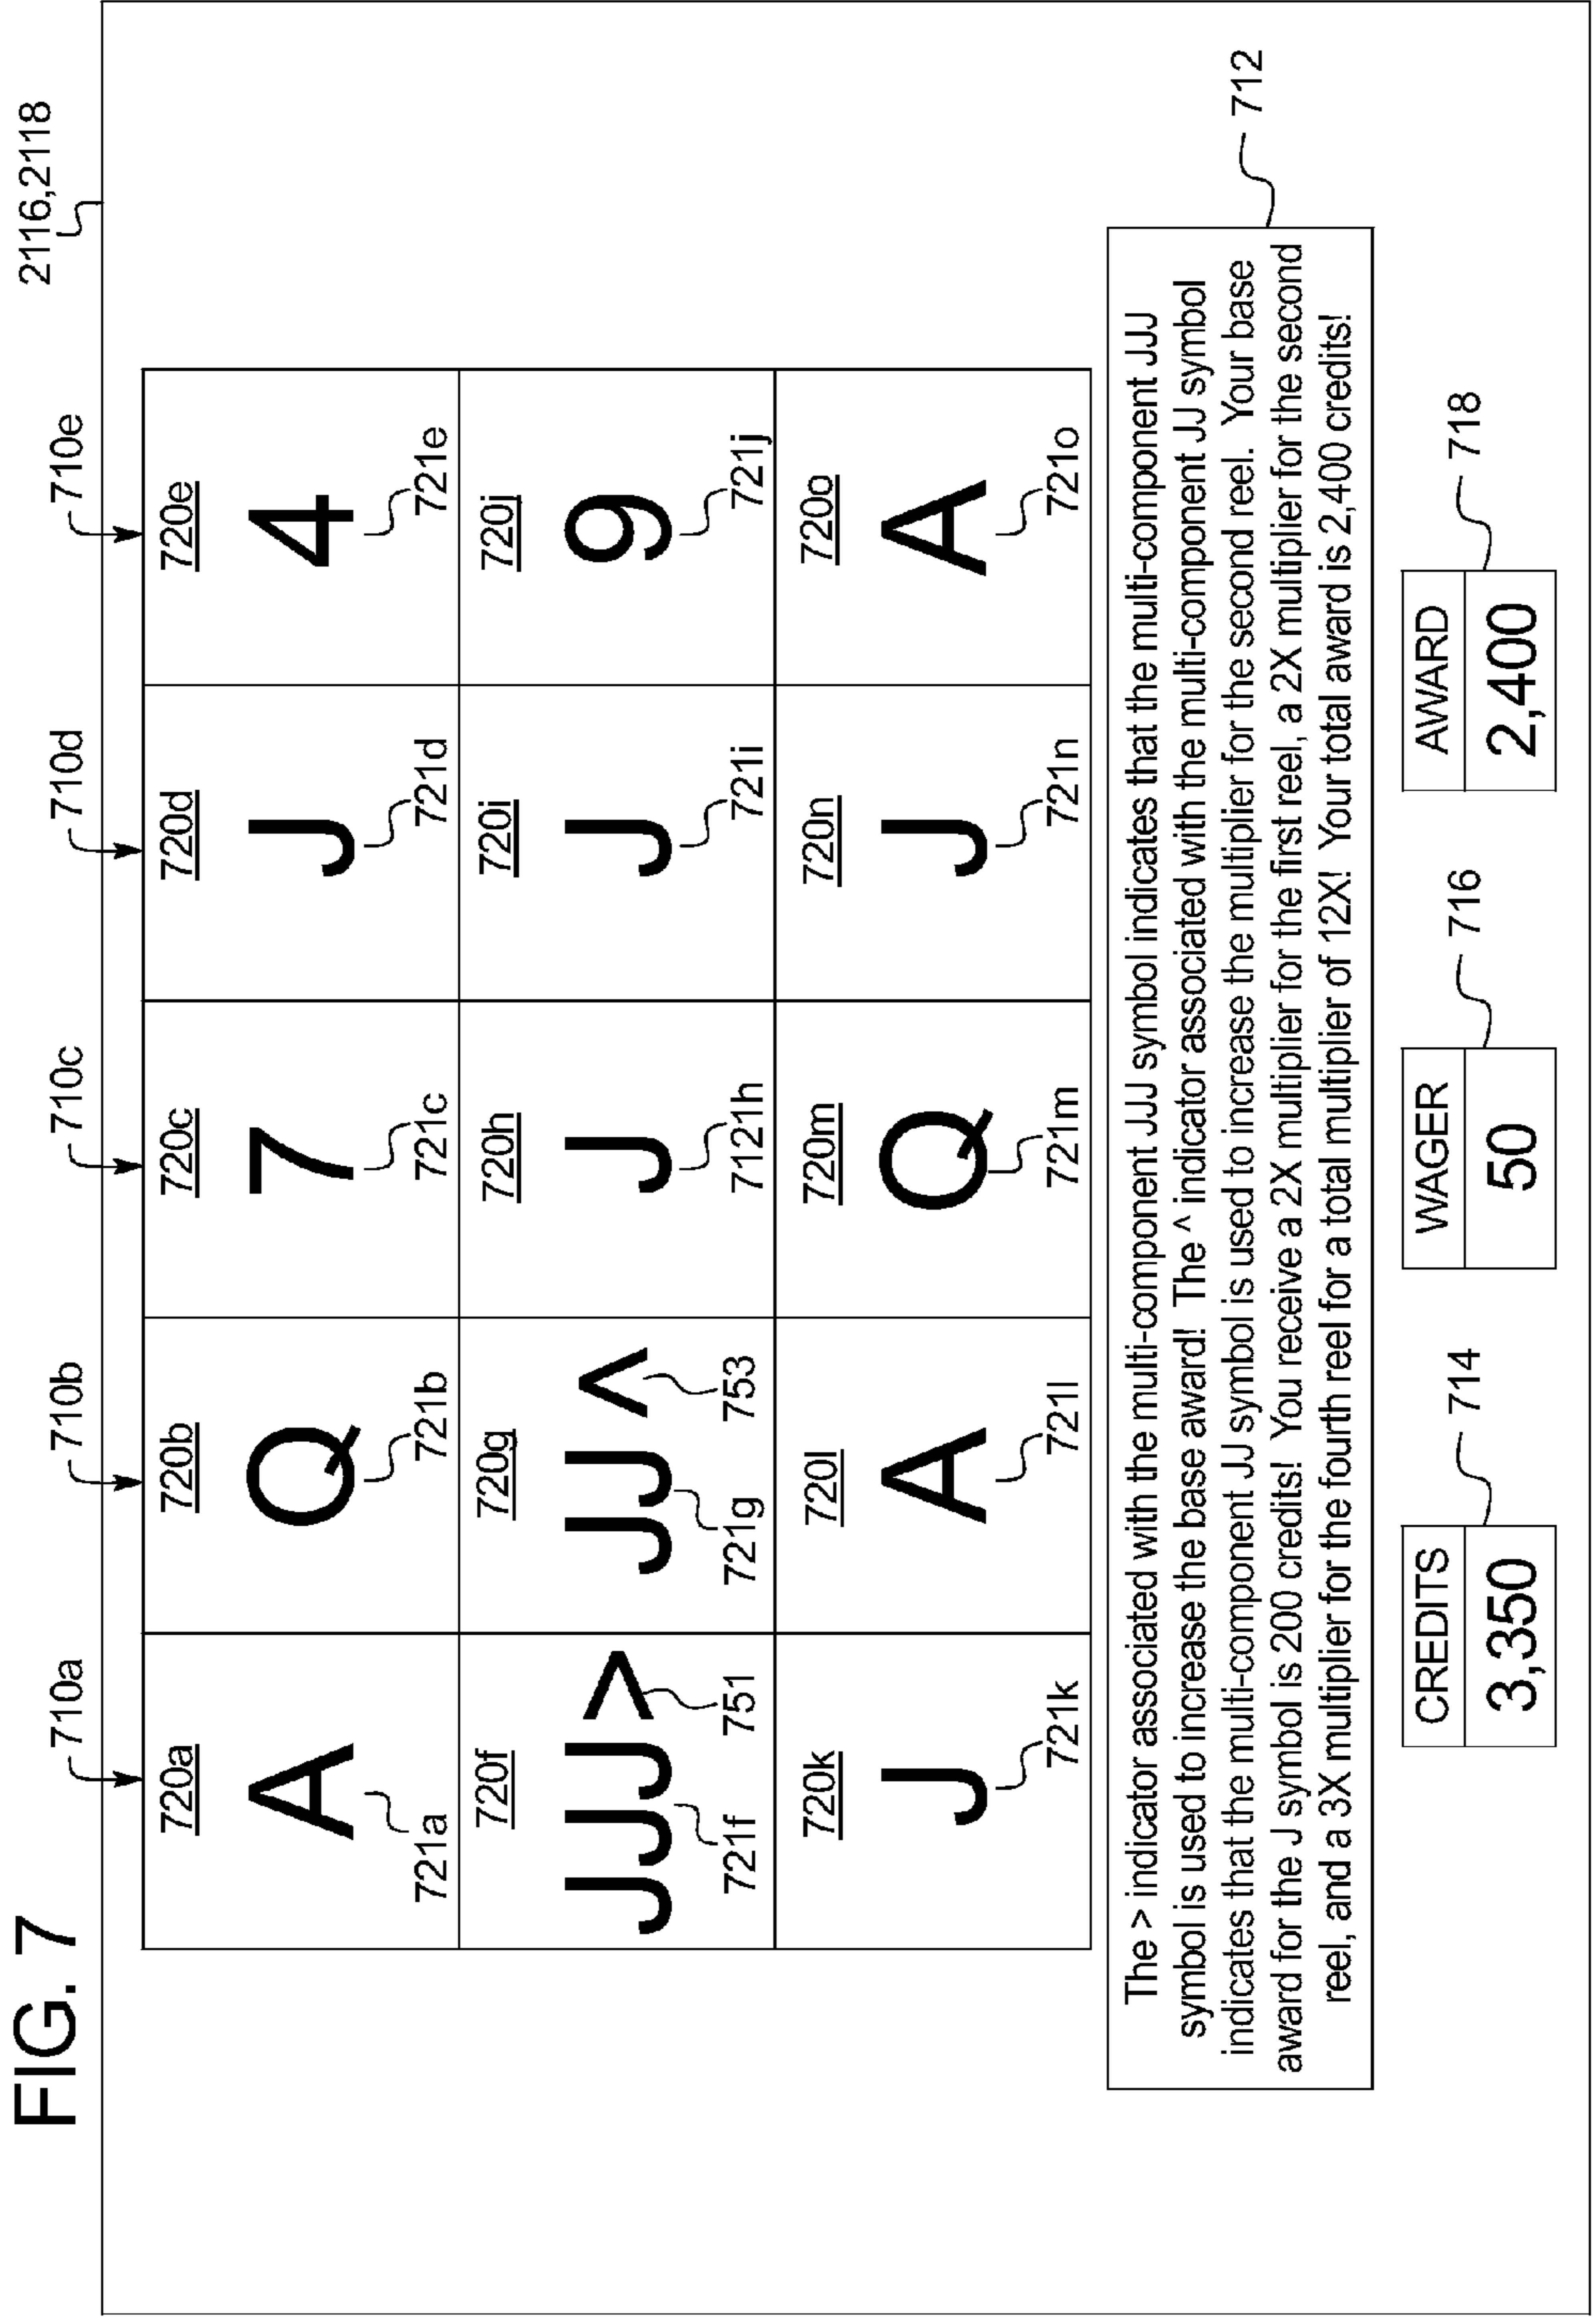 FIG. 7
2116,2118
710a 710b 710c 710d 710e
720a 720b 720c 720d 720e
A Q 7 J 4
721a 721b 721c 721d 721e
720f 720g 720h 720i 720j
JJJ > JJ ^ J J 9
721f 751 721g 753 7121h 721i 721j
720k 720l 720m 720n 720o
J A Q J A
721k 721l 721m 721n 721o
The > indicator associated with the multi-component JJJ symbol indicates that the multi-component JJJ
symbol is used to increase the base award! The ^ indicator associated with the multi-component JJ symbol
indicates that the multi-component JJ symbol is used to increase the multiplier for the second reel. Your base
award for the J symbol is 200 credits! You receive a 2X multiplier for the first reel, a 2X multiplier for the second
reel, and a 3X multiplier for the fourth reel for a total multiplier of 12X! Your total award is 2,400 credits!
712
CREDITS WAGER AWARD
3,350 50 2,400
714 716 718